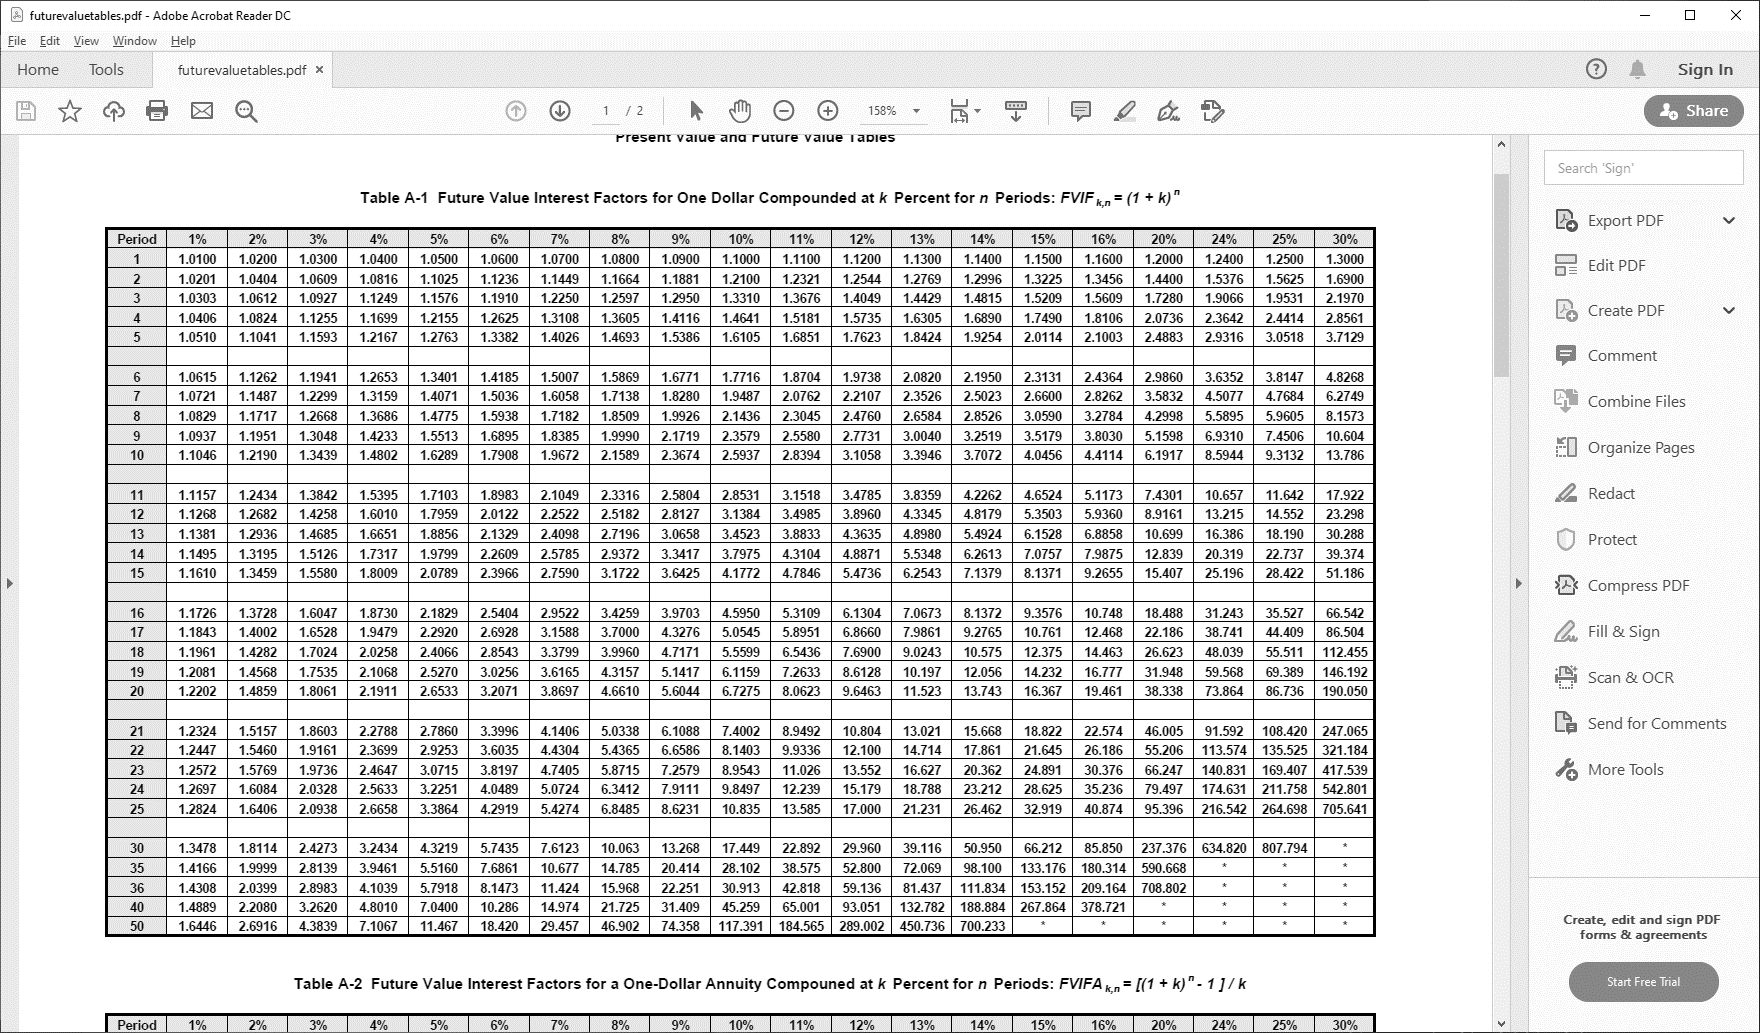 futurevaluetables.pdf - Adobe Acrobat Reader DC
File Edit View Window Help
Home Tools futurevaluetables.pdf × Sign In
1 / 2 158% Share
Present Value and Future Value Tables
Table A-1 Future Value Interest Factors for One Dollar Compounded at k Percent for n Periods: FVIF k,n = (1 + k) n
Period 1% 2% 3% 4% 5% 6% 7% 8% 9% 10% 11% 12% 13% 14% 15% 16% 20% 24% 25% 30%
1 1.0100 1.0200 1.0300 1.0400 1.0500 1.0600 1.0700 1.0800 1.0900 1.1000 1.1100 1.1200 1.1300 1.1400 1.1500 1.1600 1.2000 1.2400 1.2500 1.3000
2 1.0201 1.0404 1.0609 1.0816 1.1025 1.1236 1.1449 1.1664 1.1881 1.2100 1.2321 1.2544 1.2769 1.2996 1.3225 1.3456 1.4400 1.5376 1.5625 1.6900
3 1.0303 1.0612 1.0927 1.1249 1.1576 1.1910 1.2250 1.2597 1.2950 1.3310 1.3676 1.4049 1.4429 1.4815 1.5209 1.5609 1.7280 1.9066 1.9531 2.1970
4 1.0406 1.0824 1.1255 1.1699 1.2155 1.2625 1.3108 1.3605 1.4116 1.4641 1.5181 1.5735 1.6305 1.6890 1.7490 1.8106 2.0736 2.3642 2.4414 2.8561
5 1.0510 1.1041 1.1593 1.2167 1.2763 1.3382 1.4026 1.4693 1.5386 1.6105 1.6851 1.7623 1.8424 1.9254 2.0114 2.1003 2.4883 2.9316 3.0518 3.7129
6 1.0615 1.1262 1.1941 1.2653 1.3401 1.4185 1.5007 1.5869 1.6771 1.7716 1.8704 1.9738 2.0820 2.1950 2.3131 2.4364 2.9860 3.6352 3.8147 4.8268
7 1.0721 1.1487 1.2299 1.3159 1.4071 1.5036 1.6058 1.7138 1.8280 1.9487 2.0762 2.2107 2.3526 2.5023 2.6600 2.8262 3.5832 4.5077 4.7684 6.2749
8 1.0829 1.1717 1.2668 1.3686 1.4775 1.5938 1.7182 1.8509 1.9926 2.1436 2.3045 2.4760 2.6584 2.8526 3.0590 3.2784 4.2998 5.5895 5.9605 8.1573
9 1.0937 1.1951 1.3048 1.4233 1.5513 1.6895 1.8385 1.9990 2.1719 2.3579 2.5580 2.7731 3.0040 3.2519 3.5179 3.8030 5.1598 6.9310 7.4506 10.604
10 1.1046 1.2190 1.3439 1.4802 1.6289 1.7908 1.9672 2.1589 2.3674 2.5937 2.8394 3.1058 3.3946 3.7072 4.0456 4.4114 6.1917 8.5944 9.3132 13.786
11 1.1157 1.2434 1.3842 1.5395 1.7103 1.8983 2.1049 2.3316 2.5804 2.8531 3.1518 3.4785 3.8359 4.2262 4.6524 5.1173 7.4301 10.657 11.642 17.922
12 1.1268 1.2682 1.4258 1.6010 1.7959 2.0122 2.2522 2.5182 2.8127 3.1384 3.4985 3.8960 4.3345 4.8179 5.3503 5.9360 8.9161 13.215 14.552 23.298
13 1.1381 1.2936 1.4685 1.6651 1.8856 2.1329 2.4098 2.7196 3.0658 3.4523 3.8833 4.3635 4.8980 5.4924 6.1528 6.8858 10.699 16.386 18.190 30.288
14 1.1495 1.3195 1.5126 1.7317 1.9799 2.2609 2.5785 2.9372 3.3417 3.7975 4.3104 4.8871 5.5348 6.2613 7.0757 7.9875 12.839 20.319 22.737 39.374
15 1.1610 1.3459 1.5580 1.8009 2.0789 2.3966 2.7590 3.1722 3.6425 4.1772 4.7846 5.4736 6.2543 7.1379 8.1371 9.2655 15.407 25.196 28.422 51.186
16 1.1726 1.3728 1.6047 1.8730 2.1829 2.5404 2.9522 3.4259 3.9703 4.5950 5.3109 6.1304 7.0673 8.1372 9.3576 10.748 18.488 31.243 35.527 66.542
17 1.1843 1.4002 1.6528 1.9479 2.2920 2.6928 3.1588 3.7000 4.3276 5.0545 5.8951 6.8660 7.9861 9.2765 10.761 12.468 22.186 38.741 44.409 86.504
18 1.1961 1.4282 1.7024 2.0258 2.4066 2.8543 3.3799 3.9960 4.7171 5.5599 6.5436 7.6900 9.0243 10.575 12.375 14.463 26.623 48.039 55.511 112.455
19 1.2081 1.4568 1.7535 2.1068 2.5270 3.0256 3.6165 4.3157 5.1417 6.1159 7.2633 8.6128 10.197 12.056 14.232 16.777 31.948 59.568 69.389 146.192
20 1.2202 1.4859 1.8061 2.1911 2.6533 3.2071 3.8697 4.6610 5.6044 6.7275 8.0623 9.6463 11.523 13.743 16.367 19.461 38.338 73.864 86.736 190.050
21 1.2324 1.5157 1.8603 2.2788 2.7860 3.3996 4.1406 5.0338 6.1088 7.4002 8.9492 10.804 13.021 15.668 18.822 22.574 46.005 91.592 108.420 247.065
22 1.2447 1.5460 1.9161 2.3699 2.9253 3.6035 4.4304 5.4365 6.6586 8.1403 9.9336 12.100 14.714 17.861 21.645 26.186 55.206 113.574 135.525 321.184
23 1.2572 1.5769 1.9736 2.4647 3.0715 3.8197 4.7405 5.8715 7.2579 8.9543 11.026 13.552 16.627 20.362 24.891 30.376 66.247 140.831 169.407 417.539
24 1.2697 1.6084 2.0328 2.5633 3.2251 4.0489 5.0724 6.3412 7.9111 9.8497 12.239 15.179 18.788 23.212 28.625 35.236 79.497 174.631 211.758 542.801
25 1.2824 1.6406 2.0938 2.6658 3.3864 4.2919 5.4274 6.8485 8.6231 10.835 13.585 17.000 21.231 26.462 32.919 40.874 95.396 216.542 264.698 705.641
30 1.3478 1.8114 2.4273 3.2434 4.3219 5.7435 7.6123 10.063 13.268 17.449 22.892 29.960 39.116 50.950 66.212 85.850 237.376 634.820 807.794 *
35 1.4166 1.9999 2.8139 3.9461 5.5160 7.6861 10.677 14.785 20.414 28.102 38.575 52.800 72.069 98.100 133.176 180.314 590.668 * * *
36 1.4308 2.0399 2.8983 4.1039 5.7918 8.1473 11.424 15.968 22.251 30.913 42.818 59.136 81.437 111.834 153.152 209.164 708.802 * * *
40 1.4889 2.2080 3.2620 4.8010 7.0400 10.286 14.974 21.725 31.409 45.259 65.001 93.051 132.782 188.884 267.864 378.721 * * * *
50 1.6446 2.6916 4.3839 7.1067 11.467 18.420 29.457 46.902 74.358 117.391 184.565 289.002 450.736 700.233 * * * * * *
Table A-2 Future Value Interest Factors for a One-Dollar Annuity Compouned at k Percent for n Periods: FVIFA k,n = [(1 + k) n - 1 ] / k
Period 1% 2% 3% 4% 5% 6% 7% 8% 9% 10% 11% 12% 13% 14% 15% 16% 20% 24% 25% 30%
Search 'Sign'
Export PDF
Edit PDF
Create PDF
Comment
Combine Files
Organize Pages
Redact
Protect
Compress PDF
Fill & Sign
Scan & OCR
Send for Comments
More Tools
Create, edit and sign PDF
forms & agreements
Start Free Trial